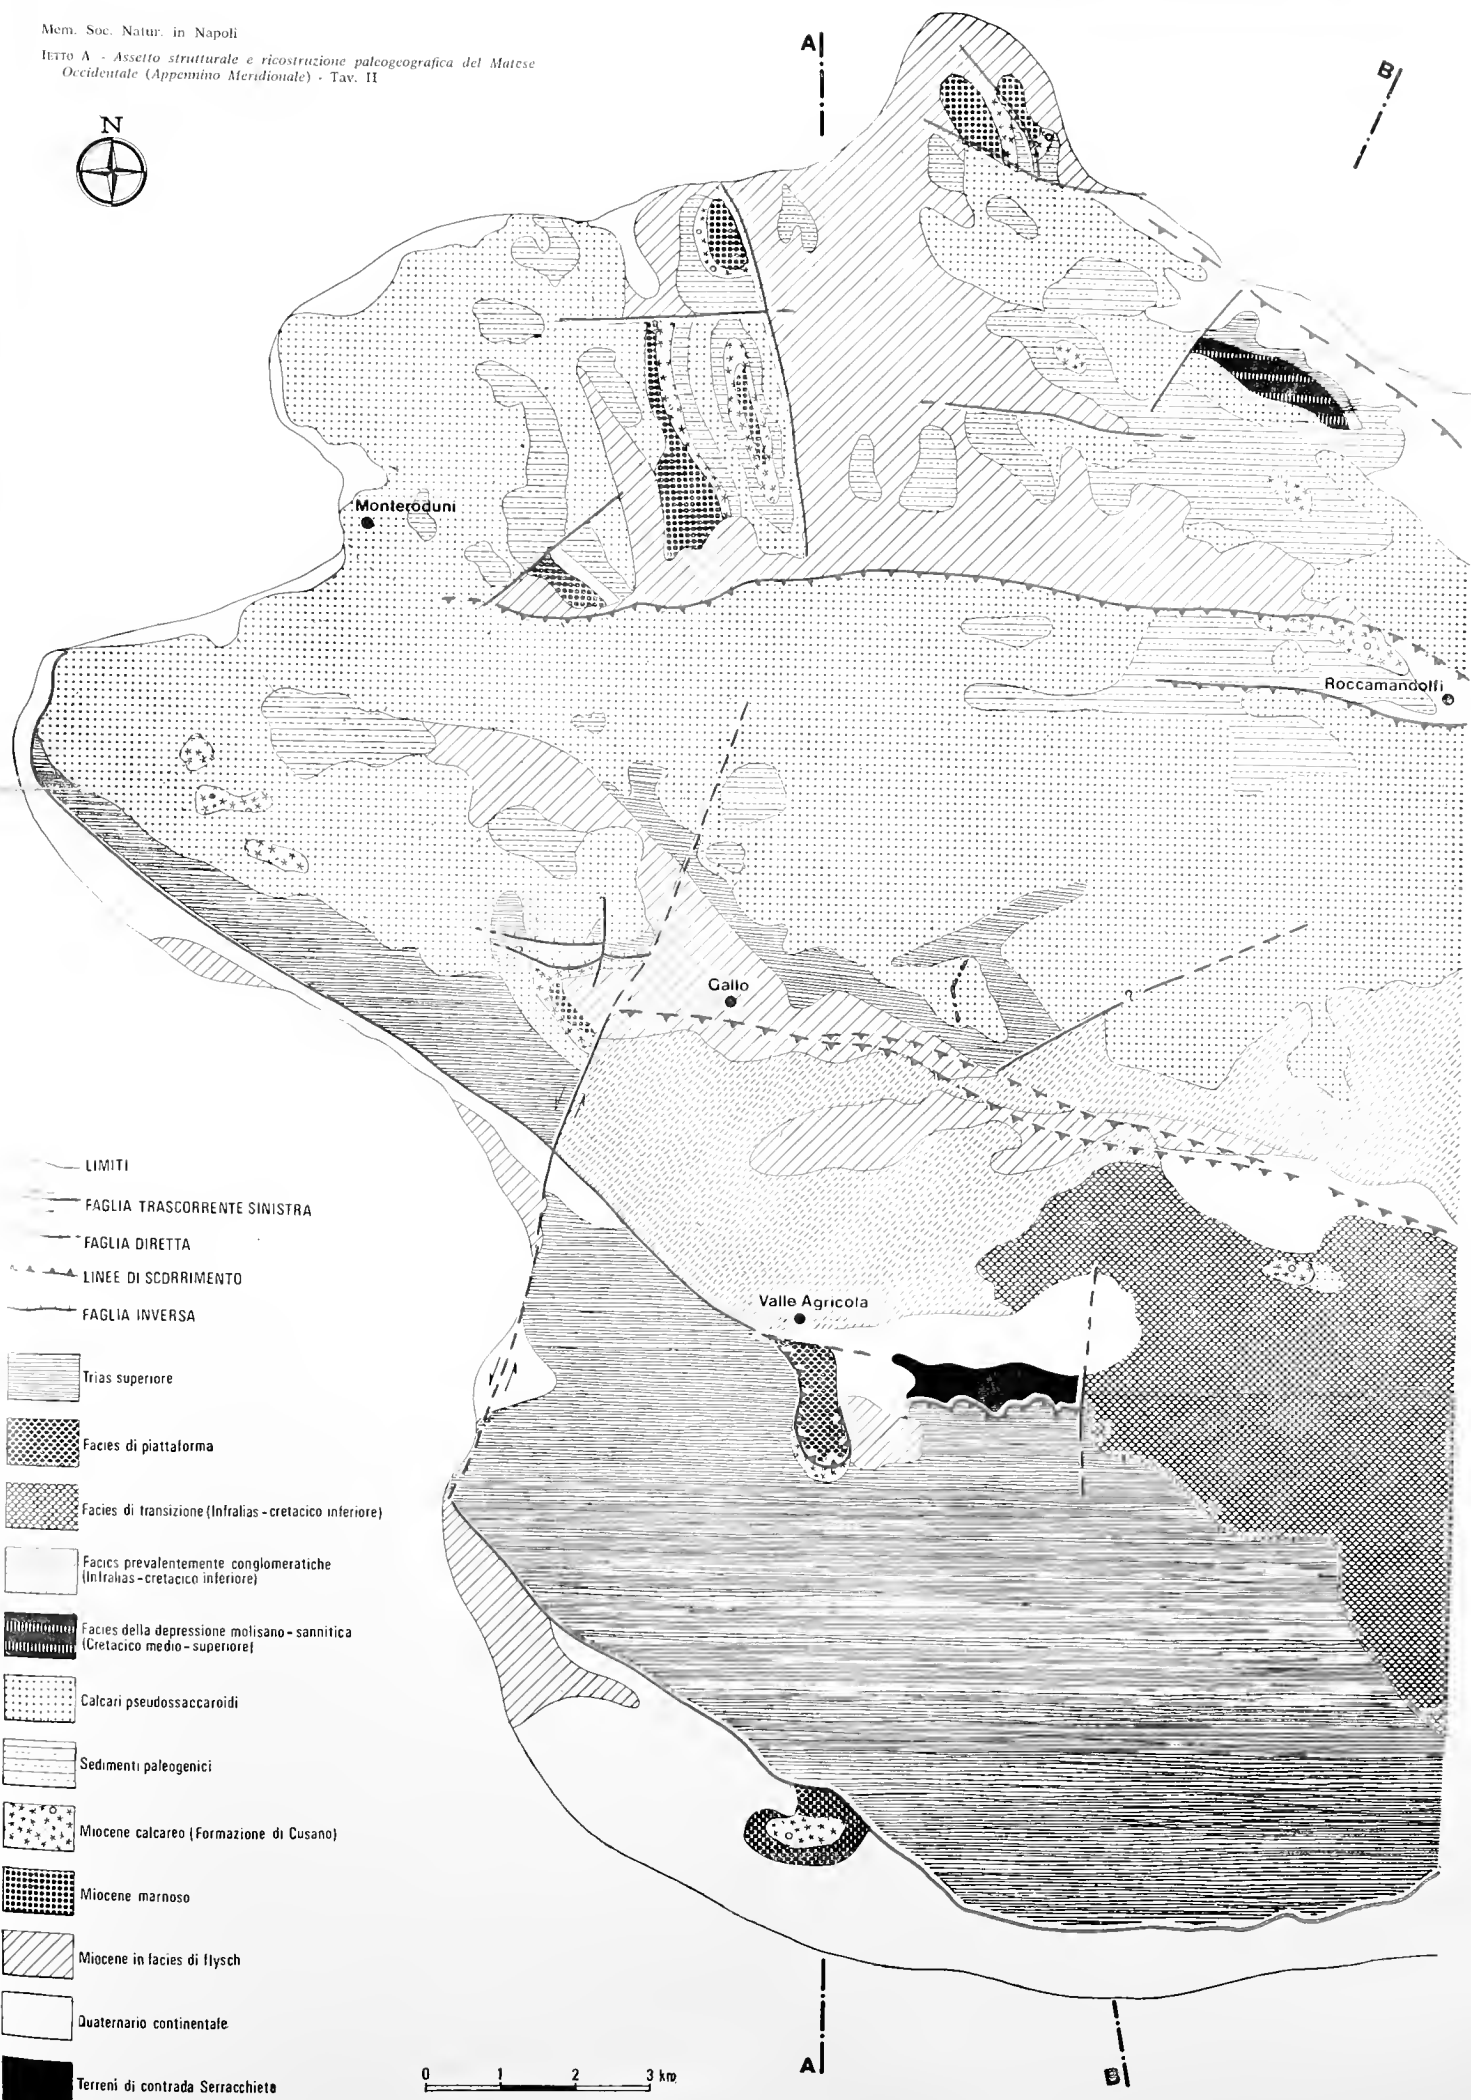 Mem. Soc. Natur. in Napoli
IETTO A - Assetto strutturale e ricostruzione paleogeografica del Matese
Occidentale (Appennino Meridionale) - Tav. II
N
A
B
Monteroduni
Roccamandolfi
Gallo
?
Valle Agricola
LIMITI
FAGLIA TRASCORRENTE SINISTRA
FAGLIA DIRETTA
LINEE DI SCORRIMENTO
FAGLIA INVERSA
Trias superiore
Facies di piattaforma
Facies di transizione (Infralias-cretacico inferiore)
Facies prevalentemente conglomeratiche
(Infralias-cretacico inferiore)
Facies della depressione molisano-sannitica
(Cretacico medio-superiore)
Calcari pseudossaccaroidi
Sedimenti paleogenici
Miocene calcareo (Formazione di Cusano)
Miocene marnoso
Miocene in facies di flysch
Quaternario continentale
Terreni di contrada Serracchieta
0 1 2 3 km
A
B